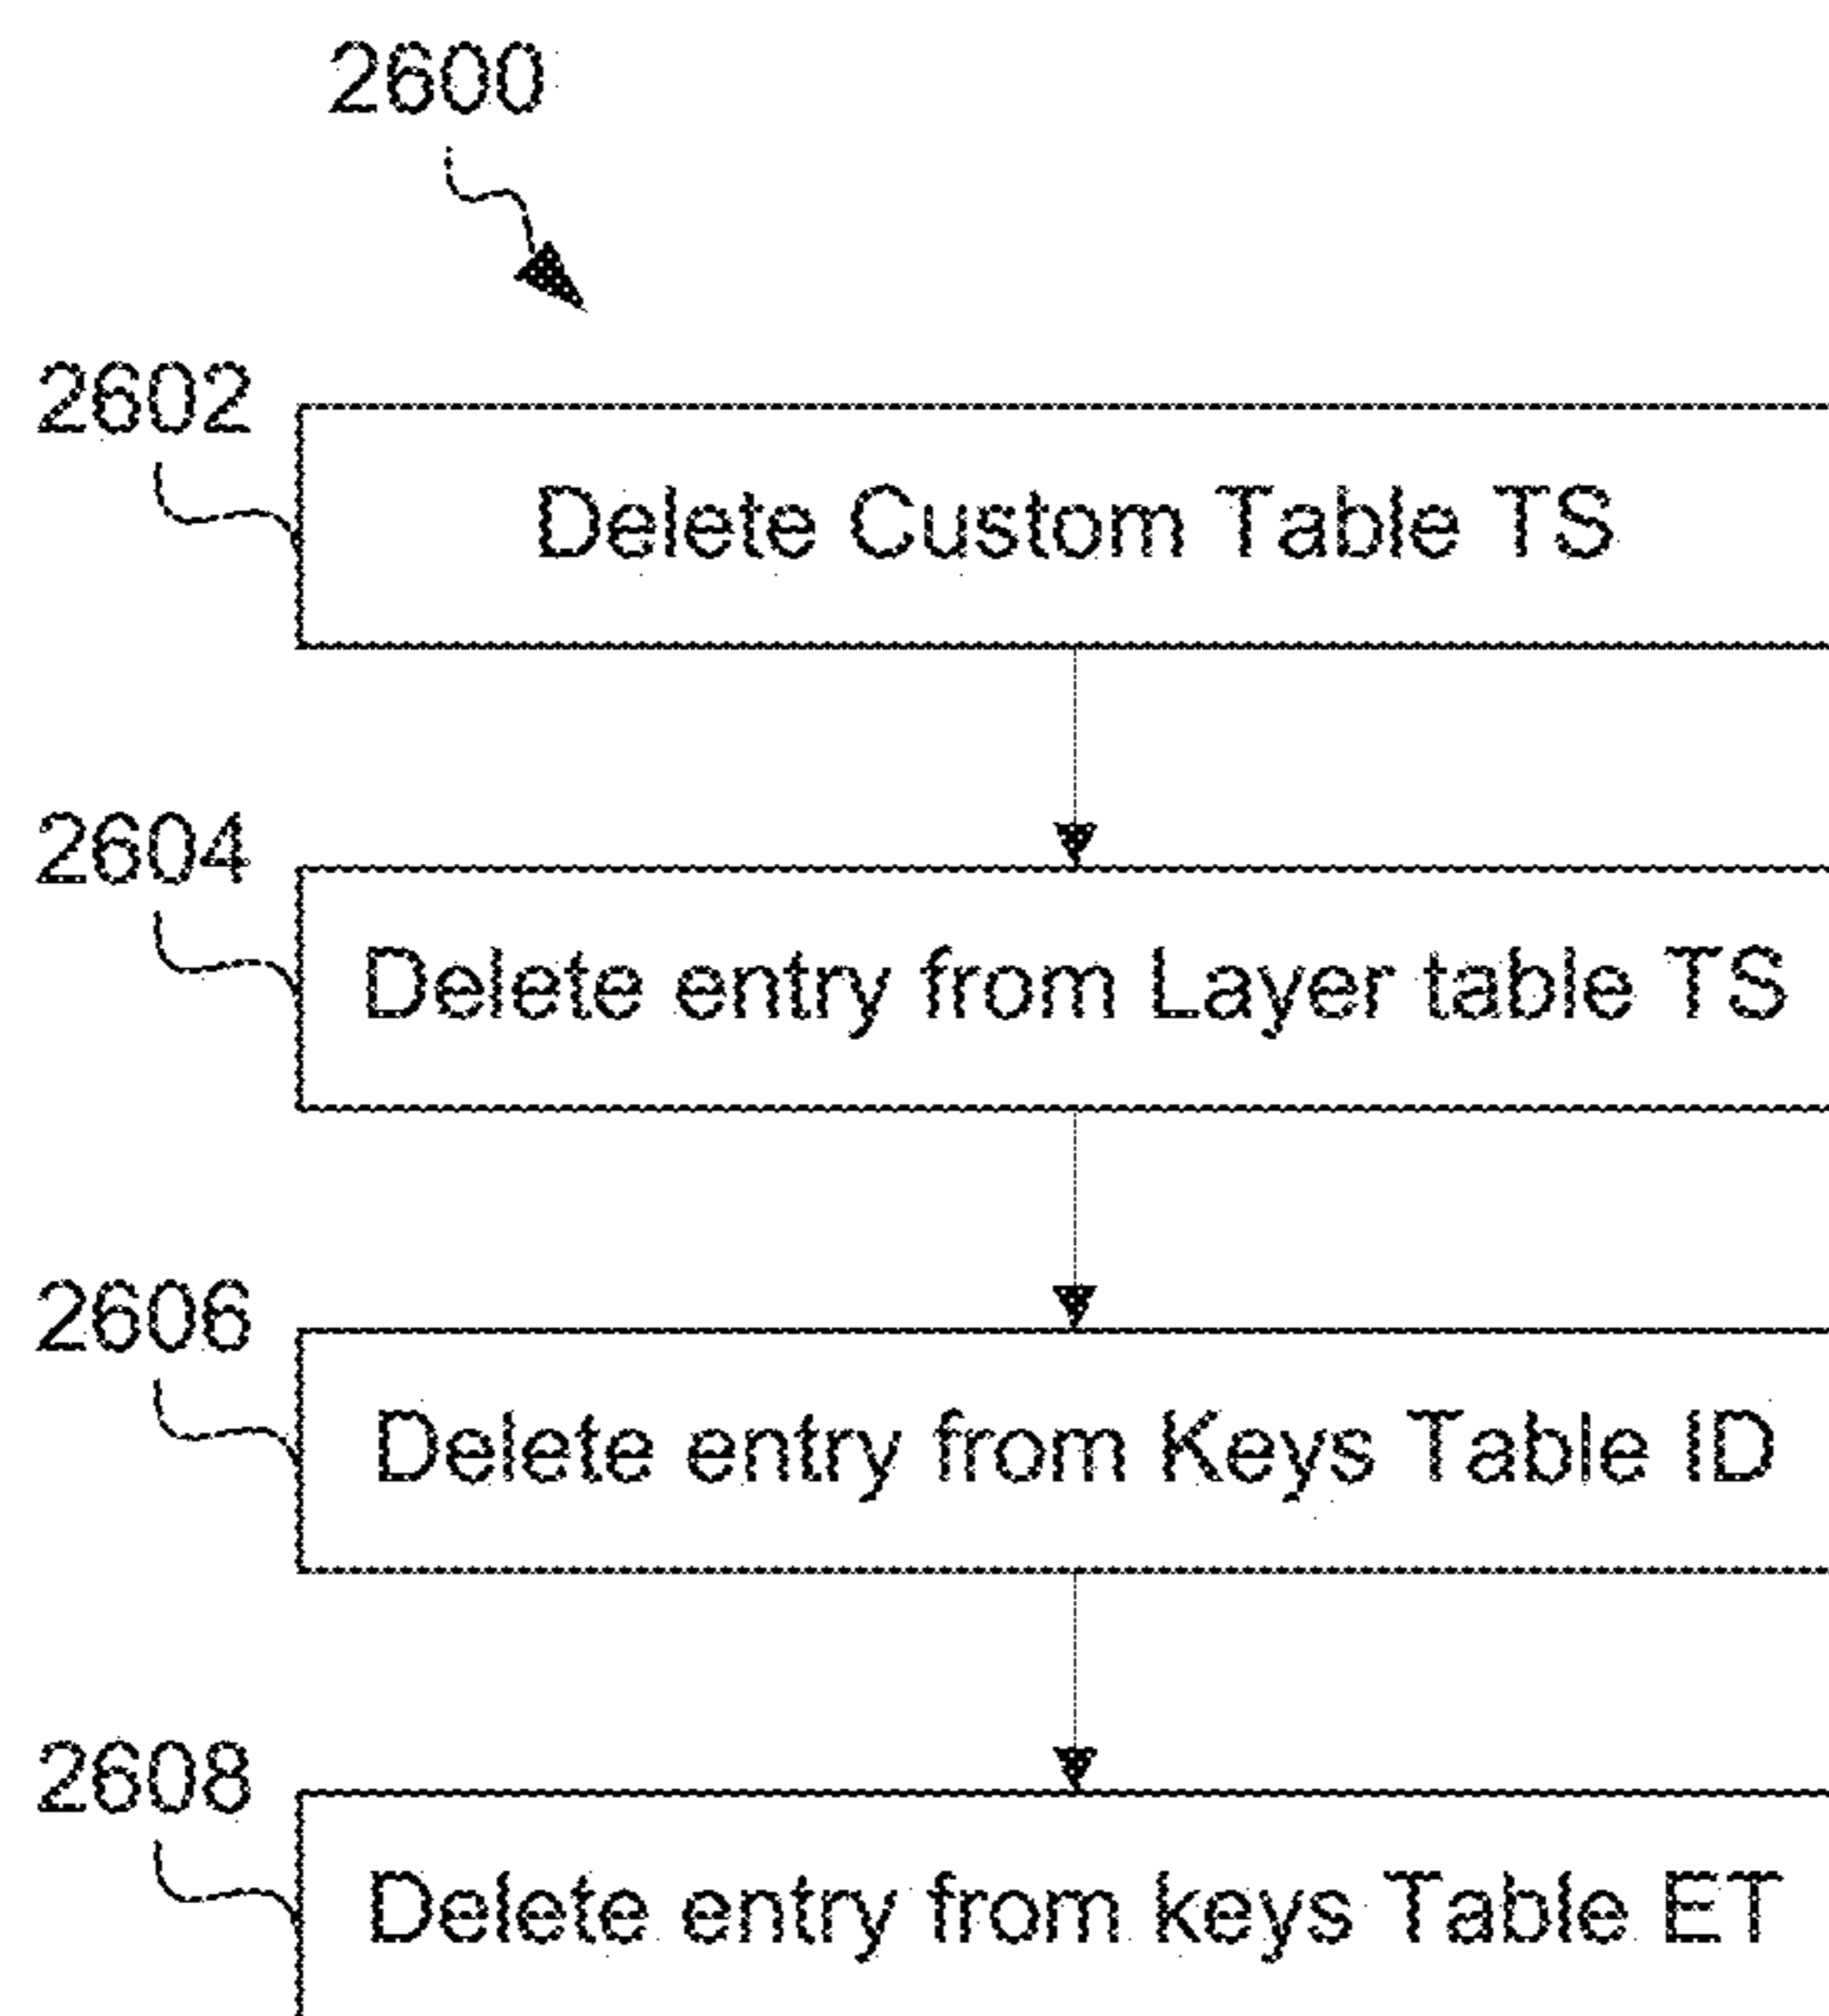 2600
2602
Delete Custom Table TS
2604
Delete entry from Layer table TS
2606
Delete entry from Keys Table ID
2608
Delete entry from keys Table ET